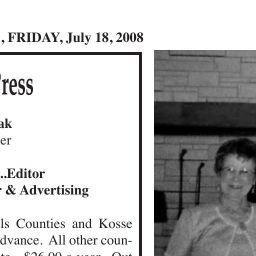 , FRIDAY, July 18, 2008
ress
ak
er
..Editor
r & Advertising
ls Counties and Kosse
dvance. All other coun-
$26.00 a year. Out